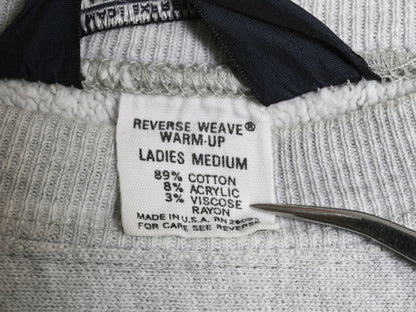 REVERSE WEAVE®
WARM-UP
LADIES MEDIUM
89% COTTON
8% ACRYLIC
3% VISCOSE
RAYON
MADE IN U.S.A. RN
FOR CARE SEE REVERSE